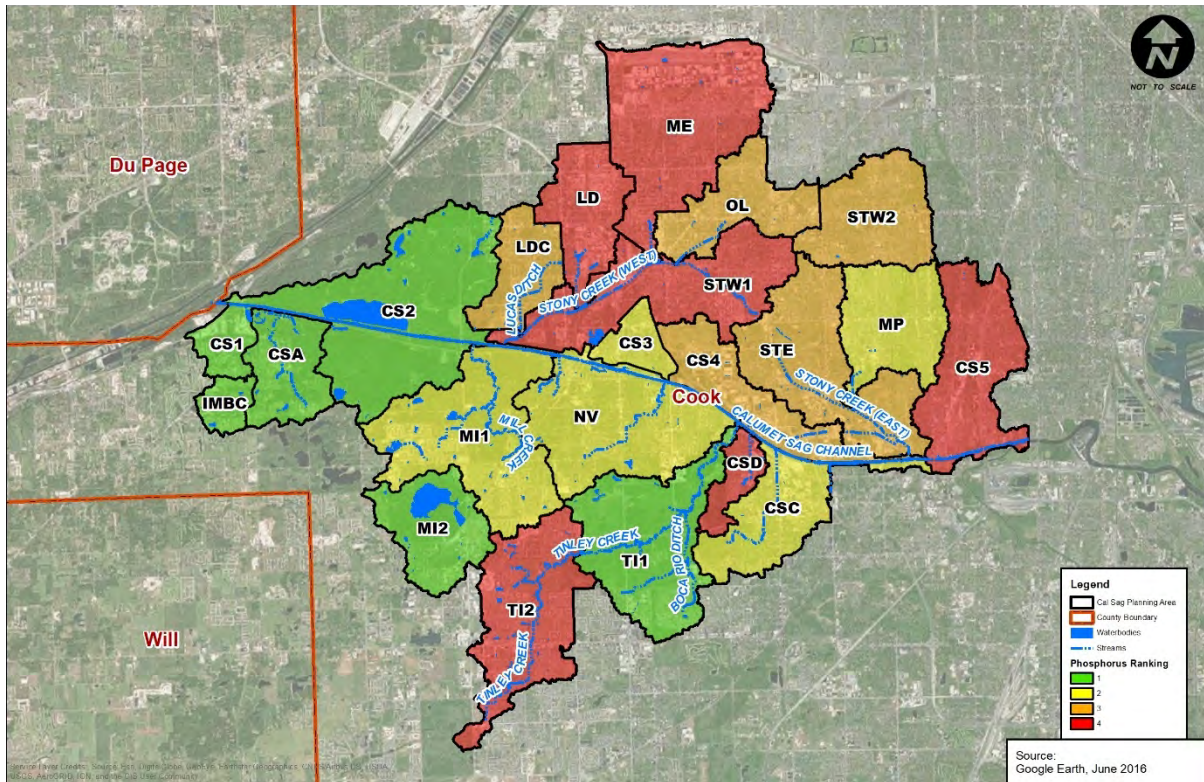 N
NOT TO SCALE
ME
Du Page
LD
OL
STW2
LDC
LUCAS DITCH
STONY CREEK (WEST)
STW1
CS2
MP
CS3
CS1
CSA
CS4
STE
CS5
STONY CREEK (EAST)
IMBC
Cook
NV
MI1
MILL CREEK
CALUMET SAG CHANNEL
CSD
CSC
MI2
TINLEY CREEK
TI1
BOCA RIO DITCH
TI2
Will
TINLEY CREEK
Legend
Cal Sag Planning Area
County Boundary
Waterbodies
Streams
Phosphorus Ranking
1
2
3
4
Source:
Google Earth, June 2016